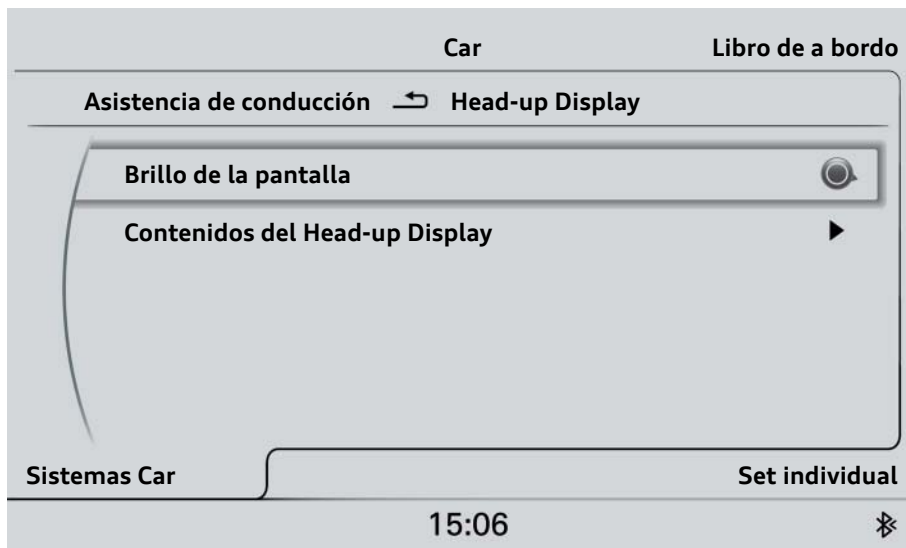 Car Libro de a bordo
Asistencia de conducción Head-up Display
Brillo de la pantalla
Contenidos del Head-up Display
Sistemas Car Set individual
15:06